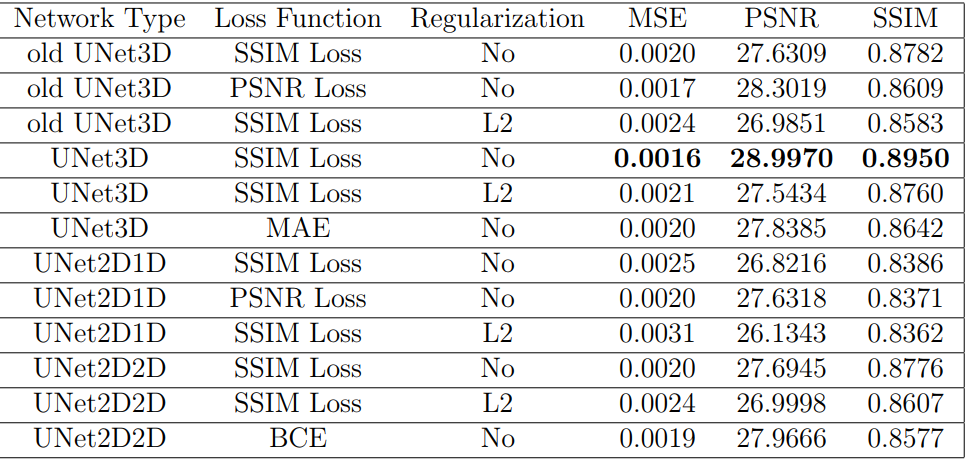 Network Type Loss Function Regularization MSE PSNR SSIM
old UNet3D SSIM Loss No 0.0020 27.6309 0.8782
old UNet3D PSNR Loss No 0.0017 28.3019 0.8609
old UNet3D SSIM Loss L2 0.0024 26.9851 0.8583
UNet3D SSIM Loss No 0.0016 28.9970 0.8950
UNet3D SSIM Loss L2 0.0021 27.5434 0.8760
UNet3D MAE No 0.0020 27.8385 0.8642
UNet2D1D SSIM Loss No 0.0025 26.8216 0.8386
UNet2D1D PSNR Loss No 0.0020 27.6318 0.8371
UNet2D1D SSIM Loss L2 0.0031 26.1343 0.8362
UNet2D2D SSIM Loss No 0.0020 27.6945 0.8776
UNet2D2D SSIM Loss L2 0.0024 26.9998 0.8607
UNet2D2D BCE No 0.0019 27.9666 0.8577